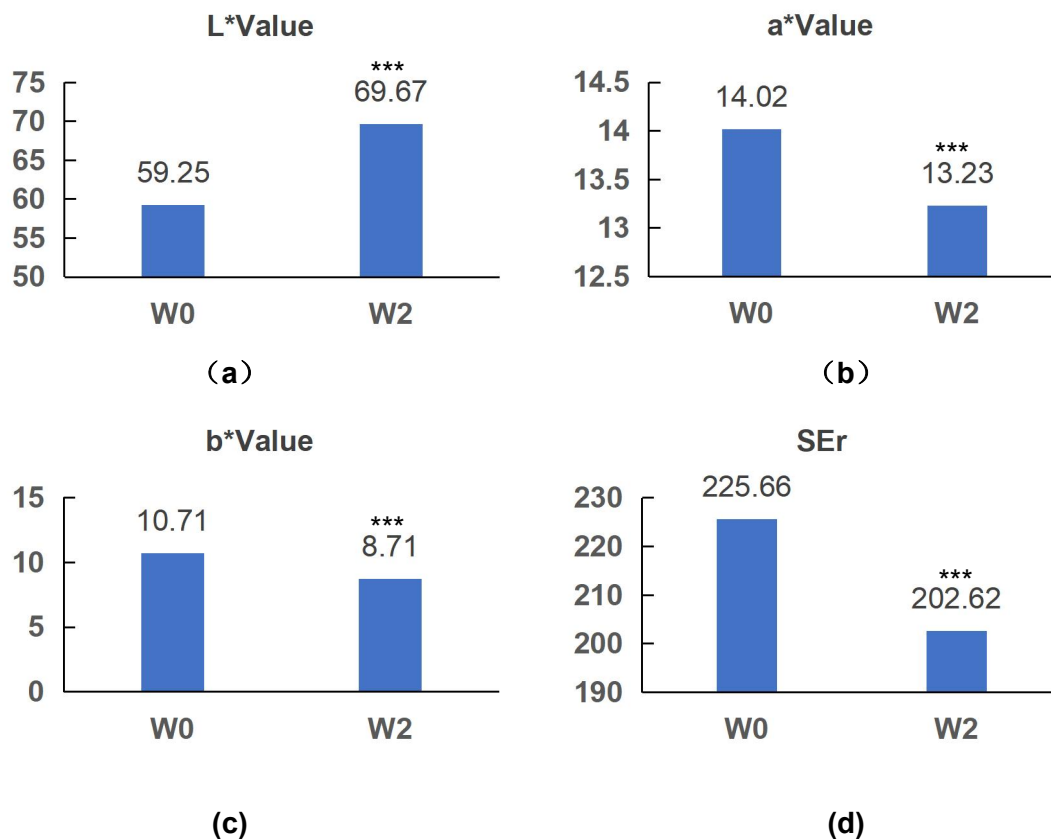 L*Value
75
70
65
60
55
50
59.25
***
69.67
W0 W2
（a）
a*Value
14.5
14
13.5
13
12.5
14.02
***
13.23
W0 W2
（b）
b*Value
15
10
5
0
10.71
***
8.71
W0 W2
(c)
SEr
230
220
210
200
190
225.66
***
202.62
W0 W2
(d)